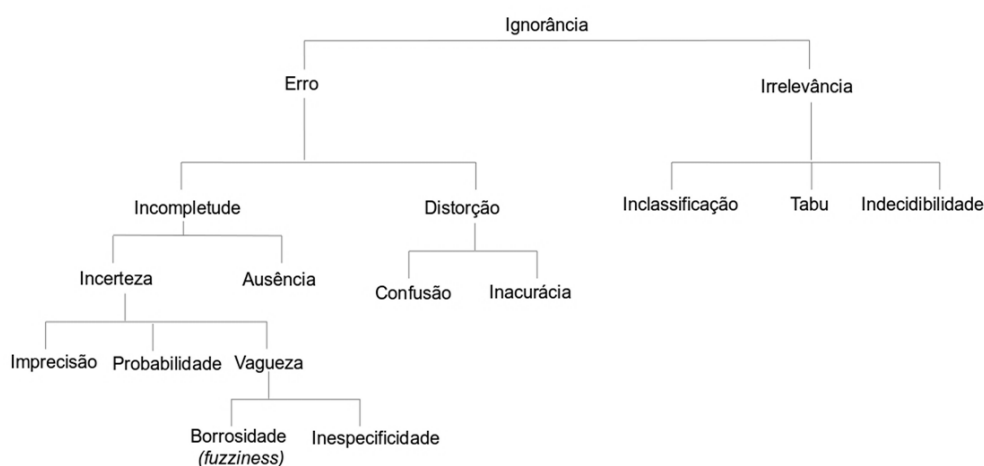 Ignorância
Erro
Irrelevância
Incompletude
Distorção
Inclassificação
Tabu
Indecidibilidade
Incerteza
Ausência
Confusão
Inacurácia
Imprecisão
Probabilidade
Vagueza
Borrosidade
(fuzziness)
Inespecificidade